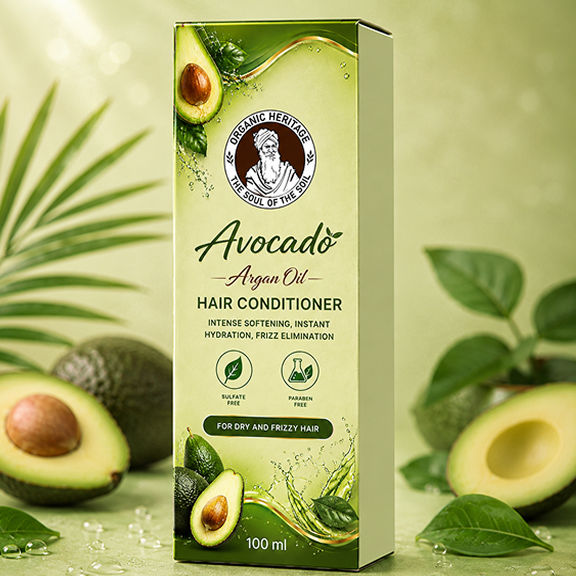 ORGANIC HERITAGE
THE SOUL OF THE SOIL
Avocado
Argan Oil
HAIR CONDITIONER
INTENSE SOFTENING, INSTANT
HYDRATION, FRIZZ ELIMINATION
SULFATE
FREE
PARABEN
FREE
FOR DRY AND FRIZZY HAIR
100 ml